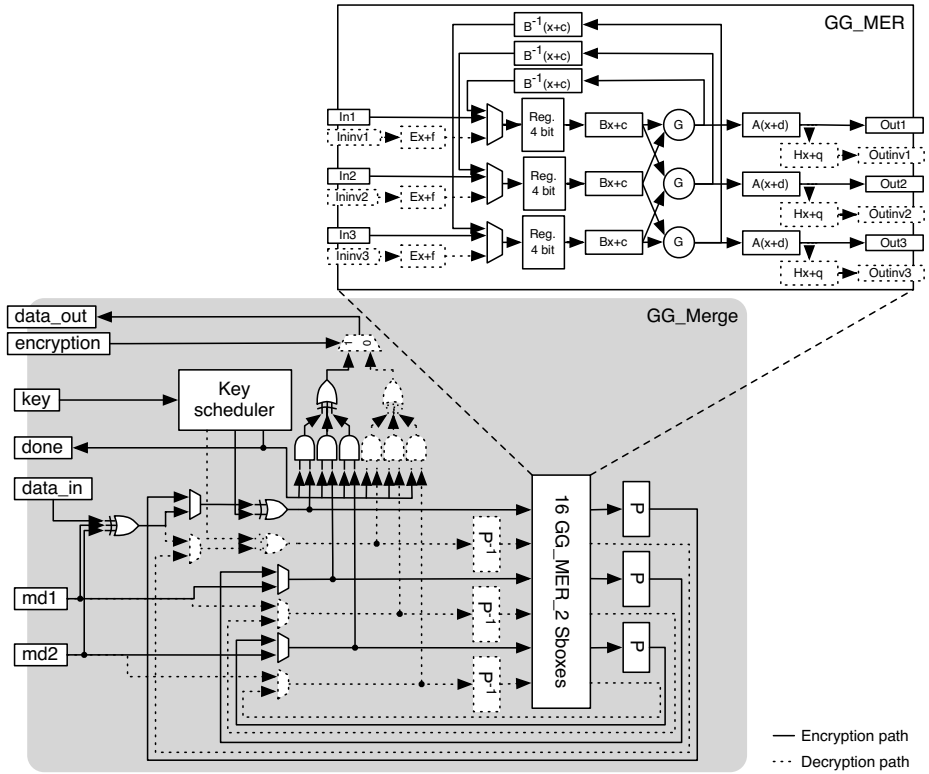 GG_MER
B⁻¹(x+c)
B⁻¹(x+c)
B⁻¹(x+c)
In1
Ininv1
Ex+f
Reg.
4 bit
Bx+c
G
A(x+d)
Out1
Hx+q
Outinv1
In2
Ininv2
Ex+f
Reg.
4 bit
Bx+c
G
A(x+d)
Out2
Hx+q
Outinv2
In3
Ininv3
Ex+f
Reg.
4 bit
Bx+c
G
A(x+d)
Out3
Hx+q
Outinv3
GG_Merge
data_out
encryption
1
0
key
Key
scheduler
done
data_in
md1
md2
P⁻¹
P⁻¹
P⁻¹
16 GG_MER_2 Sboxes
P
P
P
Encryption path
Decryption path